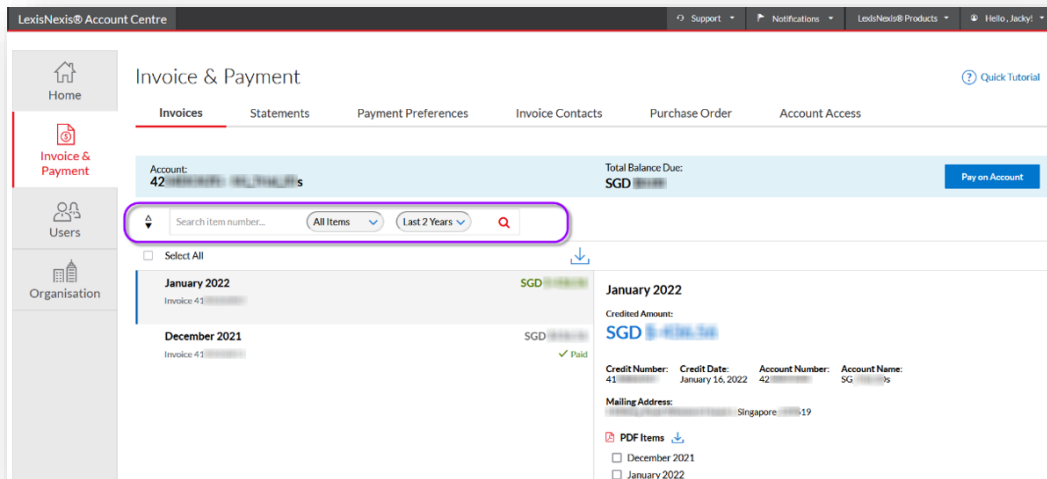 LexisNexis® Account Centre
Support
Notifications
LexisNexis® Products
Hello, Jacky!
Home
Invoice &
Payment
Users
Organisation
Invoice & Payment
? Quick Tutorial
Invoices
Statements
Payment Preferences
Invoice Contacts
Purchase Order
Account Access
Account:
42 s
Total Balance Due:
SGD
Pay on Account
Search item number...
All Items
Last 2 Years
Select All
January 2022
SGD
Invoice 41
December 2021
SGD
Invoice 41
Paid
January 2022
Credited Amount:
SGD
Credit Number: Credit Date: Account Number: Account Name:
41 January 16, 2022 42 SG
Mailing Address:
Singapore 19
PDF Items
December 2021
January 2022